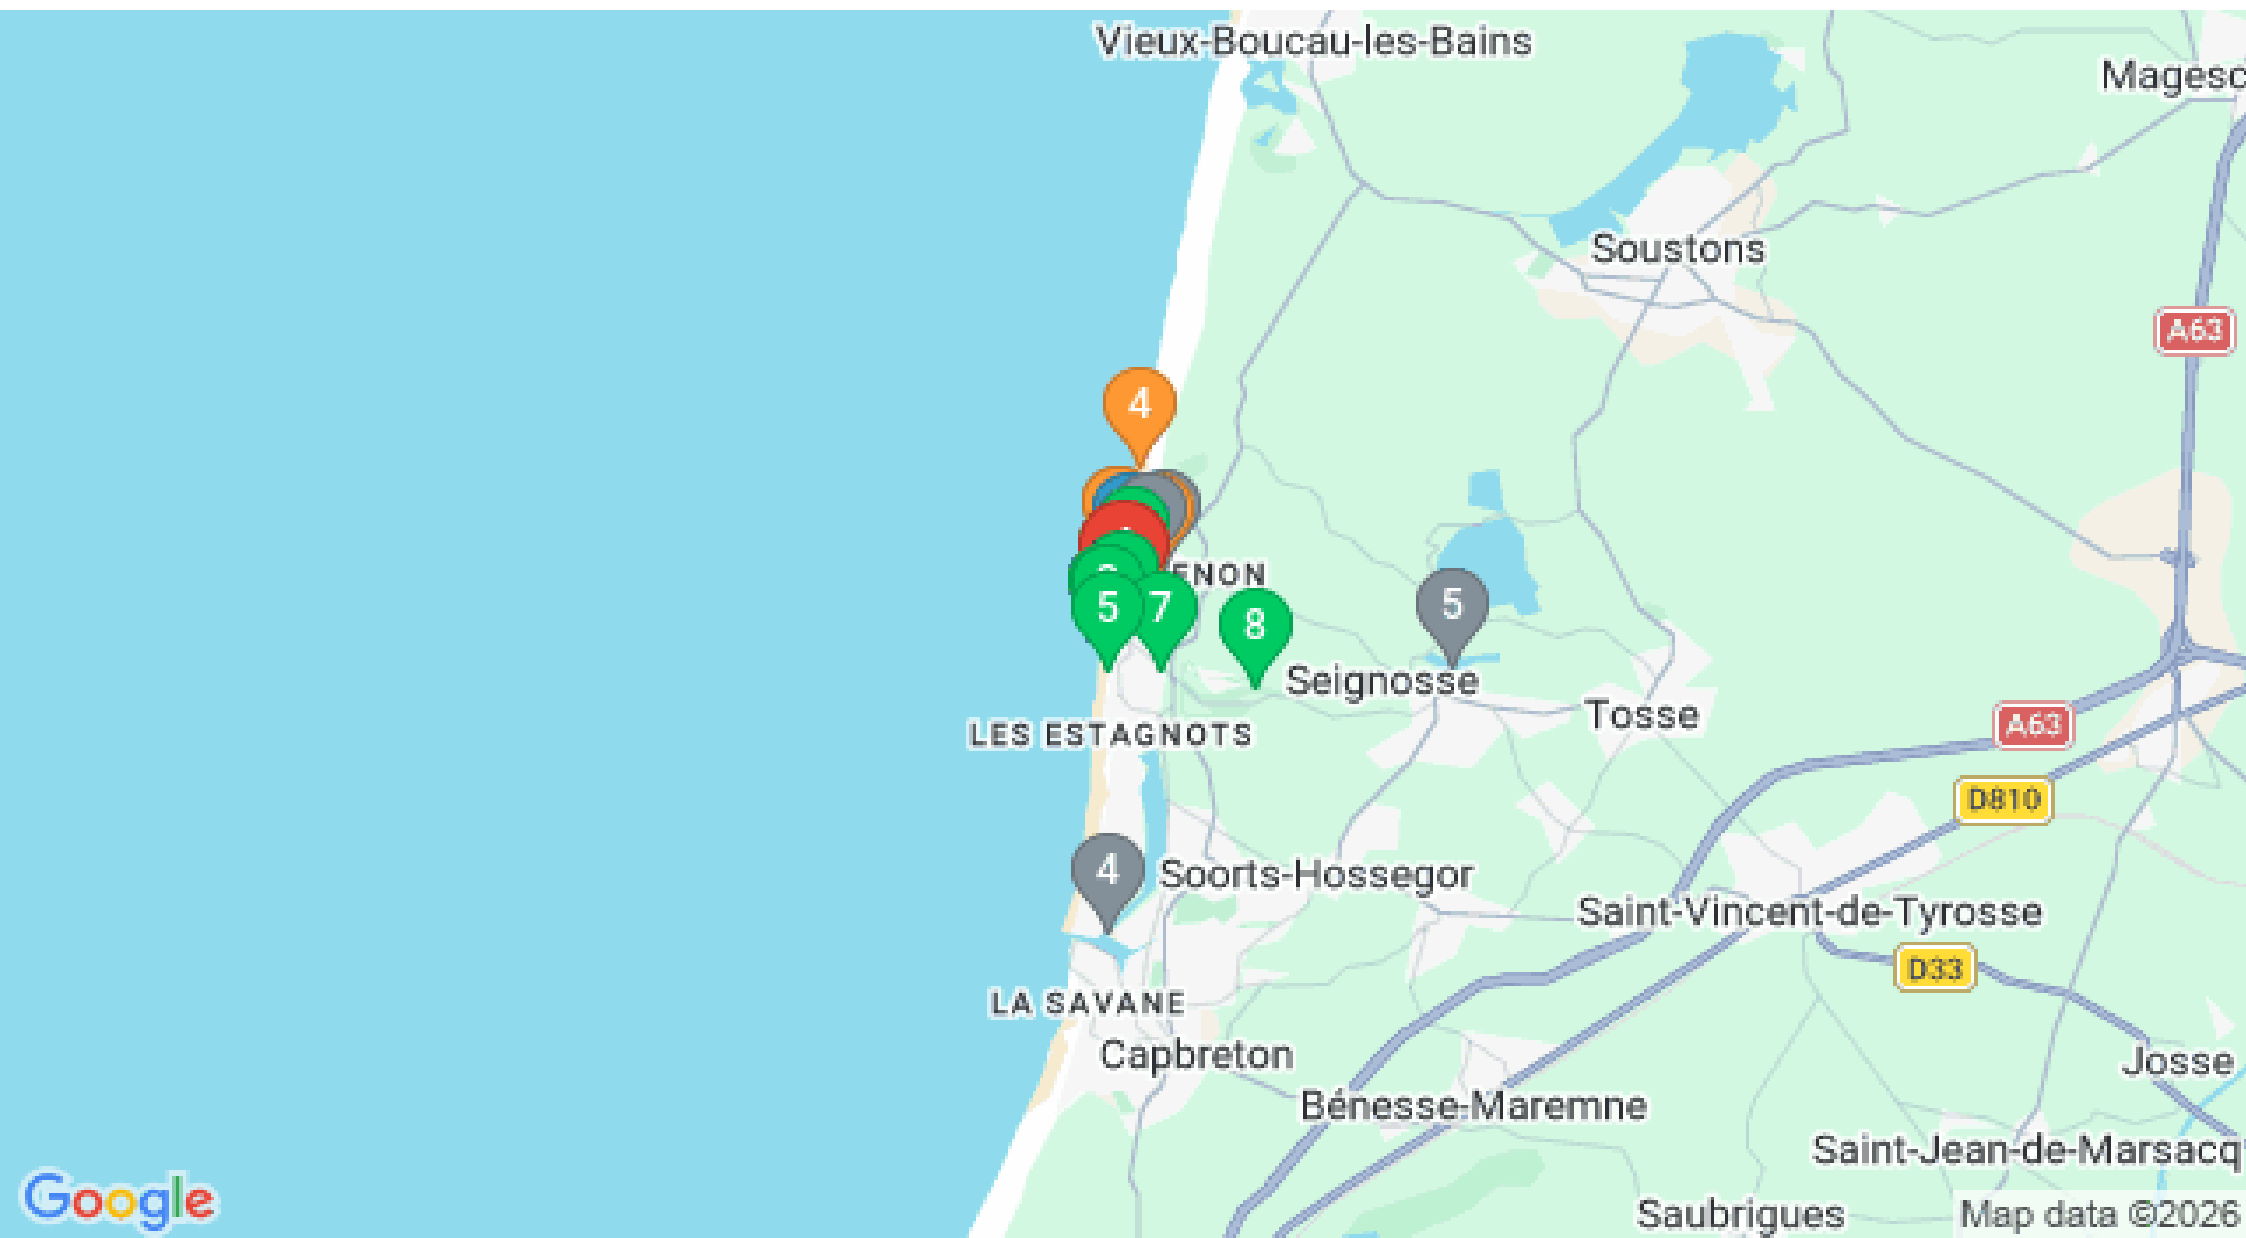 Vieux-Boucau-les-Bains
Magesc
Soustons
A63
4
ENON
5
7
8
5
Seignosse
Tosse
LES ESTAGNOTS
A63
D810
4
Soorts-Hossegor
Saint-Vincent-de-Tyrosse
D33
LA SAVANE
Capbreton
Josse
Bénesse-Maremne
Saint-Jean-de-Marsacq
Saubrigues
Google
Map data ©2026